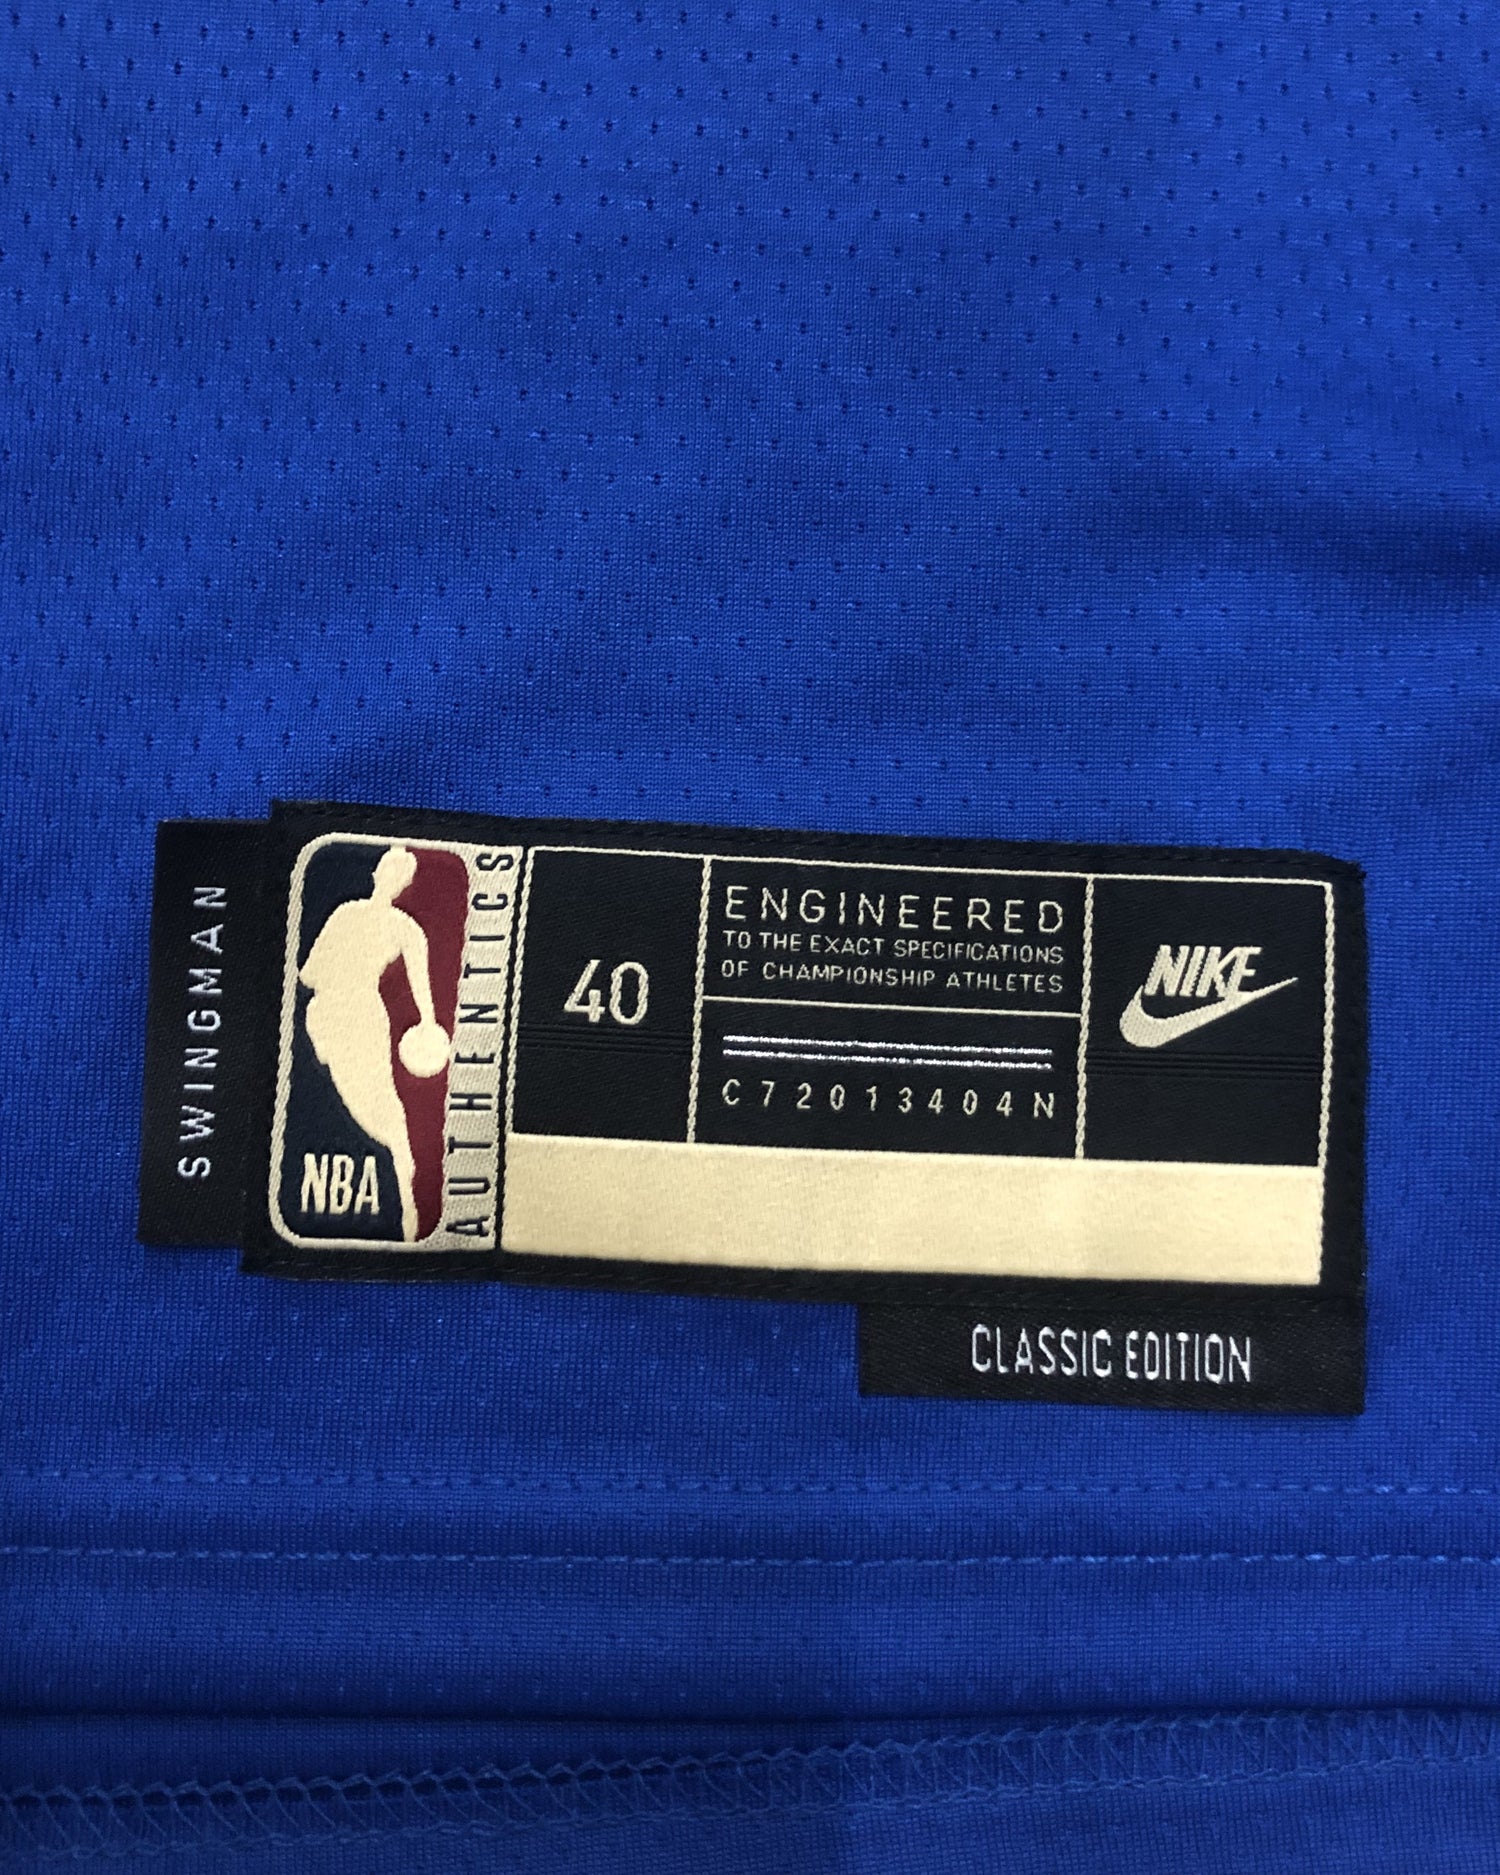 SWINGMAN
NBA
AUTHENTICS
40
ENGINEERED
TO THE EXACT SPECIFICATIONS
OF CHAMPIONSHIP ATHLETES
C72013404N
NIKE
CLASSIC EDITION